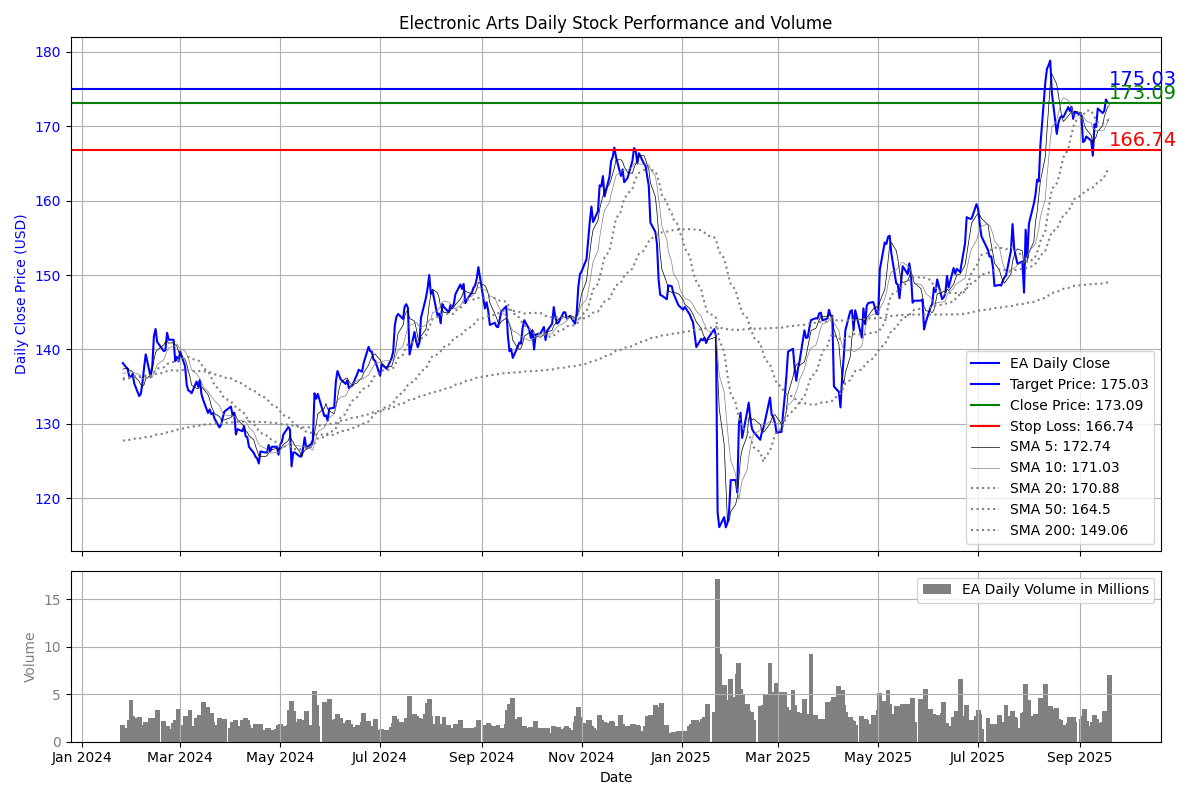 Electronic Arts Daily Stock Performance and Volume
180
170
160
150
140
130
120
Daily Close Price (USD)
175.03
173.09
166.74
EA Daily Close
Target Price: 175.03
Close Price: 173.09
Stop Loss: 166.74
SMA 5: 172.74
SMA 10: 171.03
SMA 20: 170.88
SMA 50: 164.5
SMA 200: 149.06
15
10
5
0
Volume
EA Daily Volume in Millions
Jan 2024
Mar 2024
May 2024
Jul 2024
Sep 2024
Nov 2024
Jan 2025
Mar 2025
May 2025
Jul 2025
Sep 2025
Date